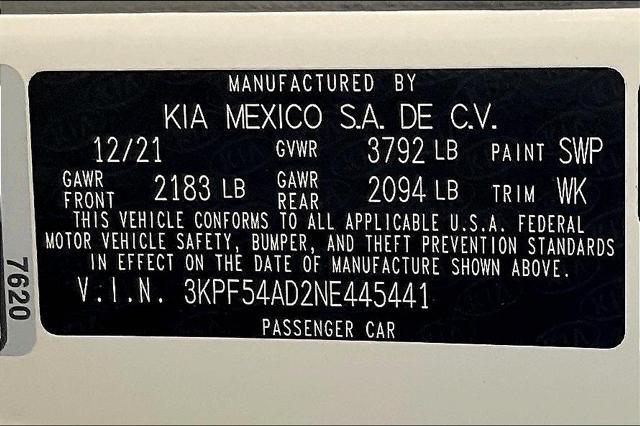 MANUFACTURED BY
KIA MEXICO S.A. DE C.V.
12/21 GVWR 3792 LB PAINT SWP
GAWR FRONT 2183 LB GAWR REAR 2094 LB TRIM WK
THIS VEHICLE CONFORMS TO ALL APPLICABLE U.S.A. FEDERAL
MOTOR VEHICLE SAFETY, BUMPER, AND THEFT PREVENTION STANDARDS
IN EFFECT ON THE DATE OF MANUFACTURE SHOWN ABOVE.
V.I.N. 3KPF54AD2NE445441
PASSENGER CAR
7620